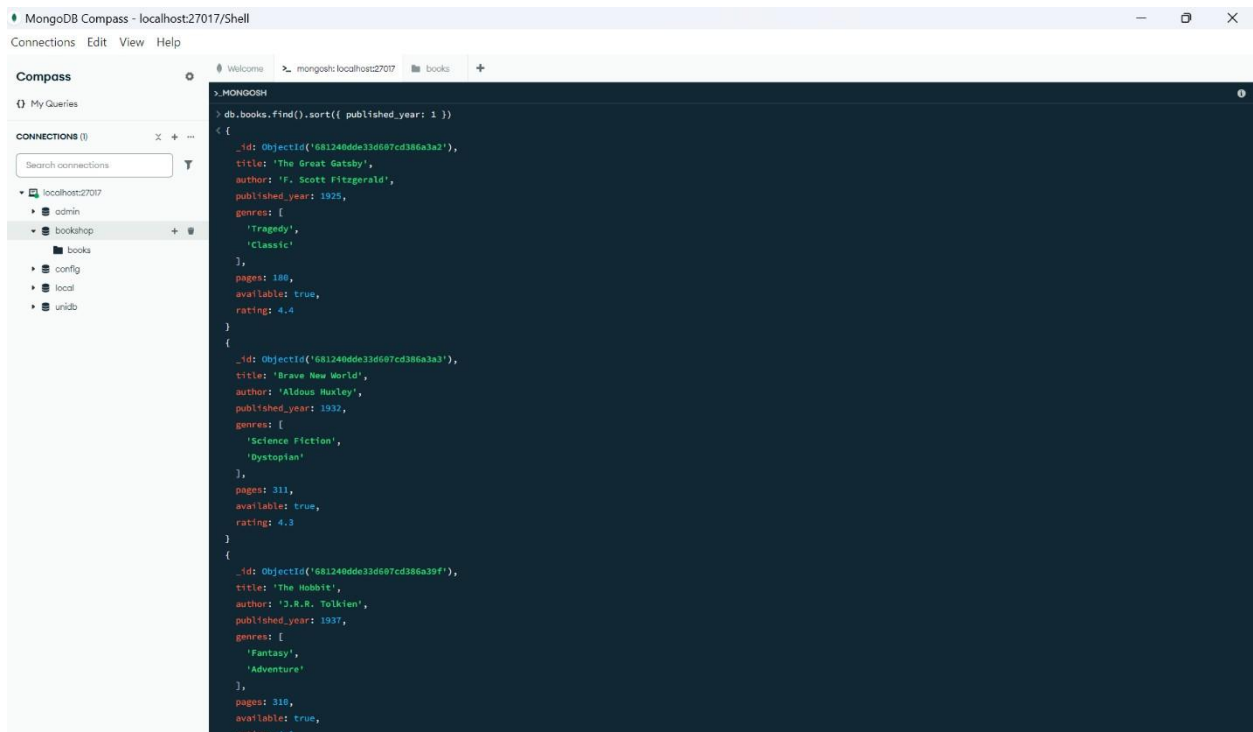 MongoDB Compass - localhost:27017/Shell
Connections Edit View Help
Compass
{} My Queries
CONNECTIONS (1)
Search connections
localhost:27017
admin
bookshop
books
config
local
unidb
Welcome >_ mongosh: localhost:27017 books +
>_MONGOSH
> db.books.find().sort({ published_year: 1 })
< {
_id: ObjectId('681240dde33d607cd386a3a2'),
title: 'The Great Gatsby',
author: 'F. Scott Fitzgerald',
published_year: 1925,
genres: [
'Tragedy',
'Classic'
],
pages: 180,
available: true,
rating: 4.4
}
{
_id: ObjectId('681240dde33d607cd386a3a3'),
title: 'Brave New World',
author: 'Aldous Huxley',
published_year: 1932,
genres: [
'Science Fiction',
'Dystopian'
],
pages: 311,
available: true,
rating: 4.3
}
{
_id: ObjectId('681240dde33d607cd386a39f'),
title: 'The Hobbit',
author: 'J.R.R. Tolkien',
published_year: 1937,
genres: [
'Fantasy',
'Adventure'
],
pages: 310,
available: true,